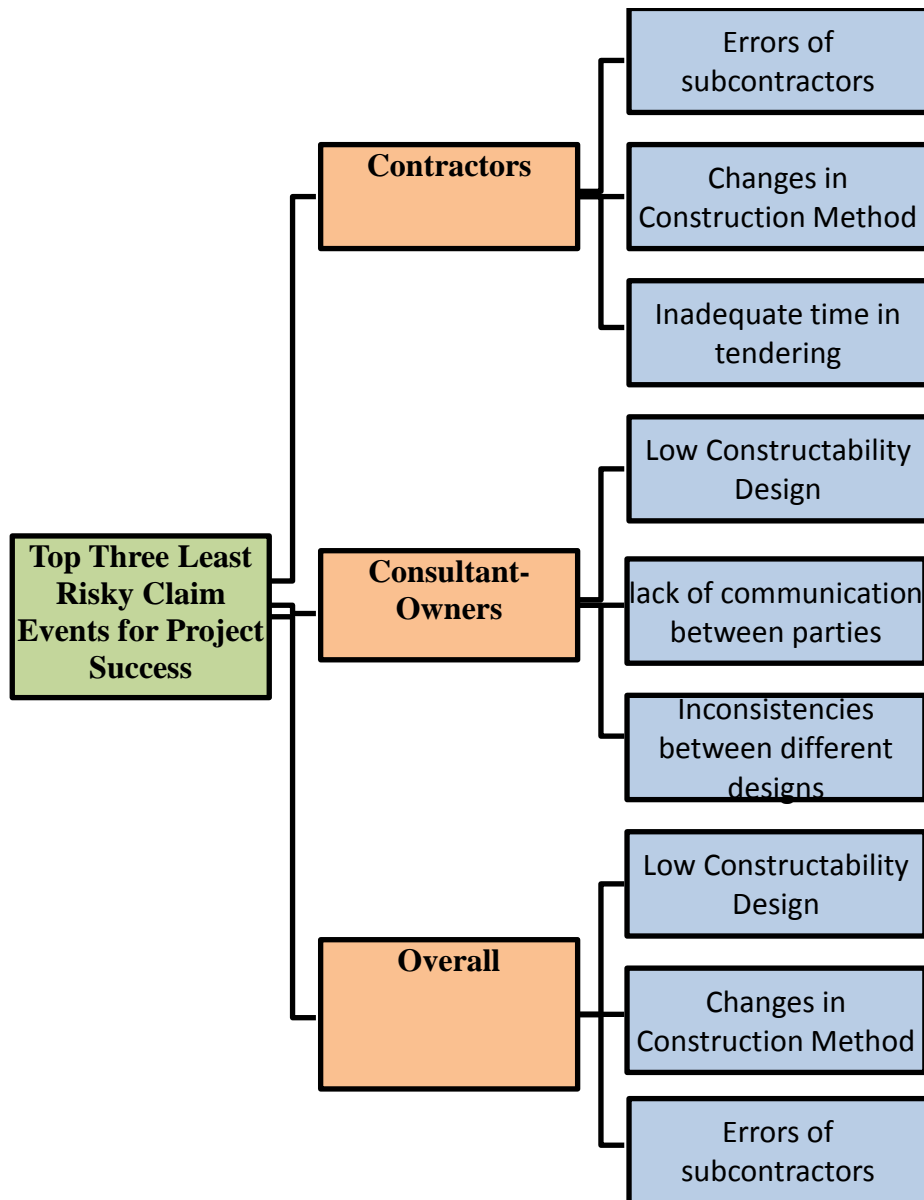 Top Three Least
Risky Claim
Events for Project
Success
Contractors
Errors of
subcontractors
Changes in
Construction Method
Inadequate time in
tendering
Consultant-
Owners
Low Constructability
Design
lack of communication
between parties
Inconsistencies
between different
designs
Overall
Low Constructability
Design
Changes in
Construction Method
Errors of
subcontractors